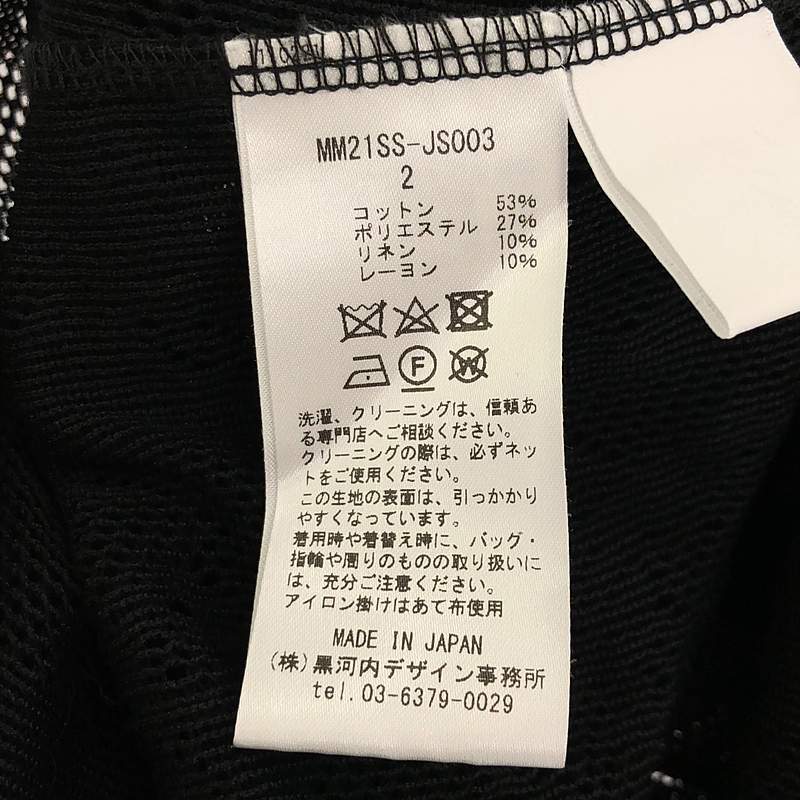 MM21SS-JS003
2
コットン 53%
ポリエステル 27%
リネン 10%
レーヨン 10%
F W
洗濯、クリーニングは、信頼あ
る専門店へご相談ください。
クリーニングの際は、必ずネッ
トをご使用ください。
この生地の表面は、引っかかり
やすくなっています。
着用時や着替え時に、バッグ・
指輪や周りのものの取り扱いに
は、充分ご注意ください。
アイロン掛けはあて布使用
MADE IN JAPAN
(株)黒河内デザイン事務所
tel.03-6379-0029